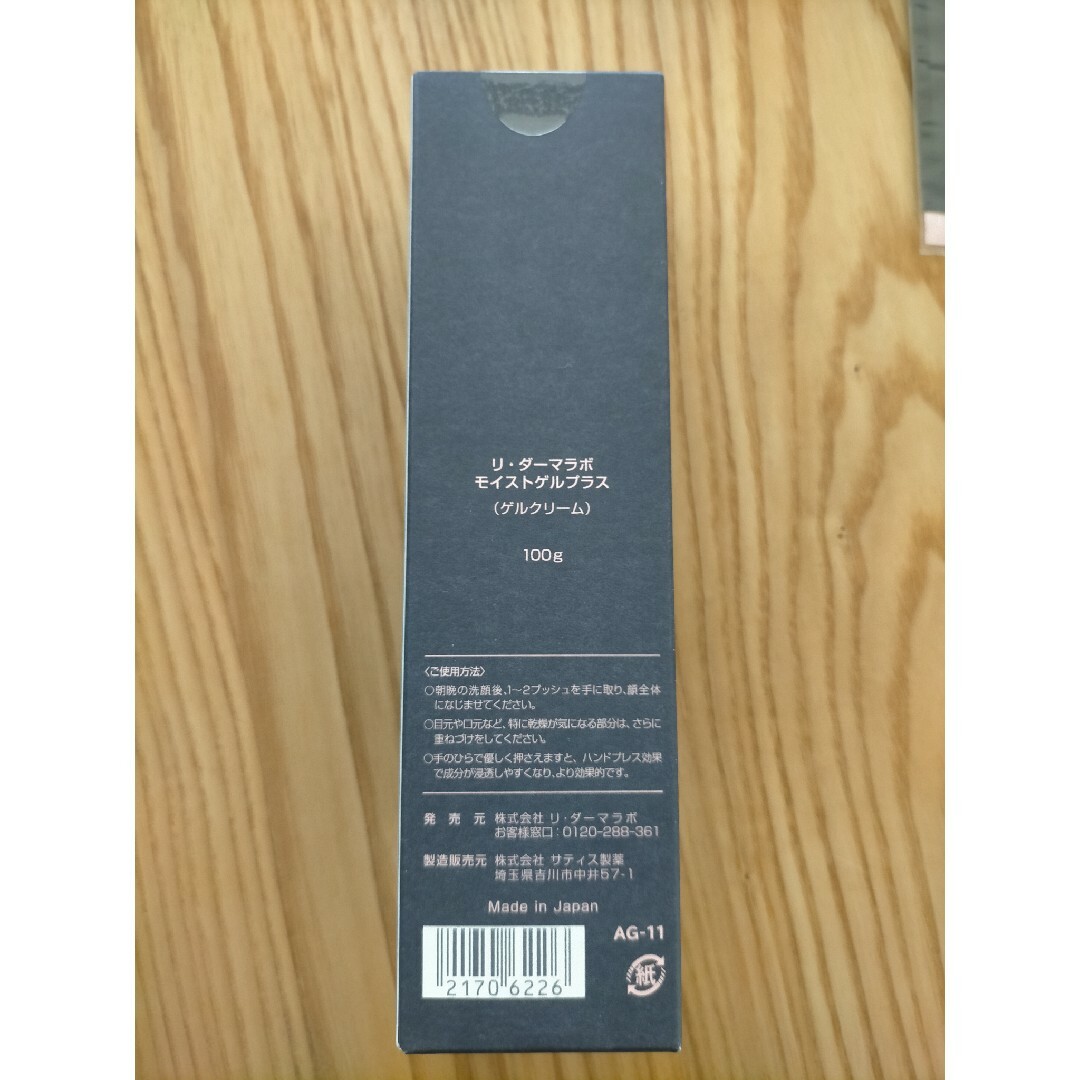 リ・ダーマラボ
モイストゲルプラス
（ゲルクリーム）
100g
〈ご使用方法〉
○朝晩の洗顔後、1〜2プッシュを手に取り、顔全体
になじませてください。
○目元や口元など、特に乾燥が気になる部分は、さらに
重ねづけをしてください。
○手のひらで優しく押さえますと、ハンドプレス効果
で成分が浸透しやすくなり、より効果的です。
発売元 株式会社 リ・ダーマラボ
お客様窓口：0120-288-361
製造販売元 株式会社 サティス製薬
埼玉県吉川市中井57-1
Made in Japan
AG-11
紙
2170 6226